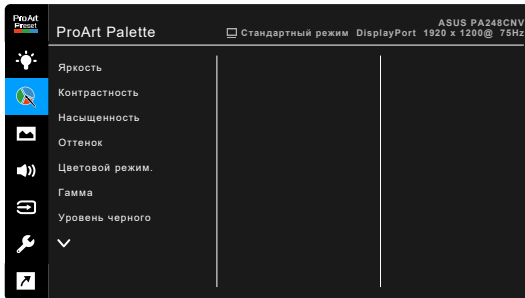 ProArt
Preset
ProArt Palette
ASUS PA248CNV
Стандартный режим DisplayPort 1920 x 1200@ 75Hz
Яркость
Контрастность
Насыщенность
Оттенок
Цветовой режим.
Гамма
Уровень черного